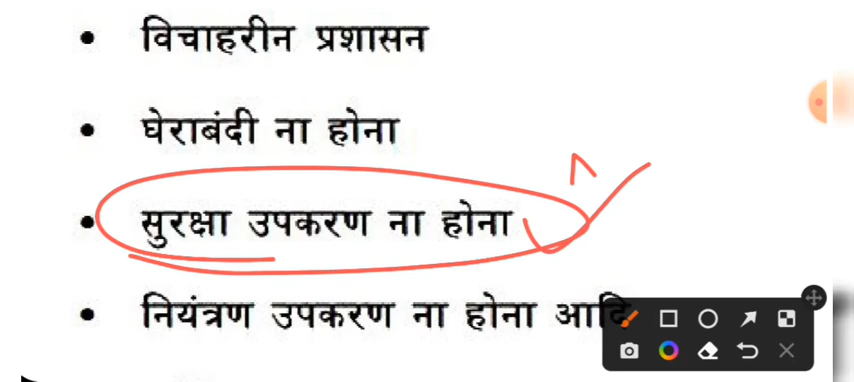 • विचाहरीन प्रशासन
• घेराबंदी ना होना
• सुरक्षा उपकरण ना होना
• नियंत्रण उपकरण ना होना आदि